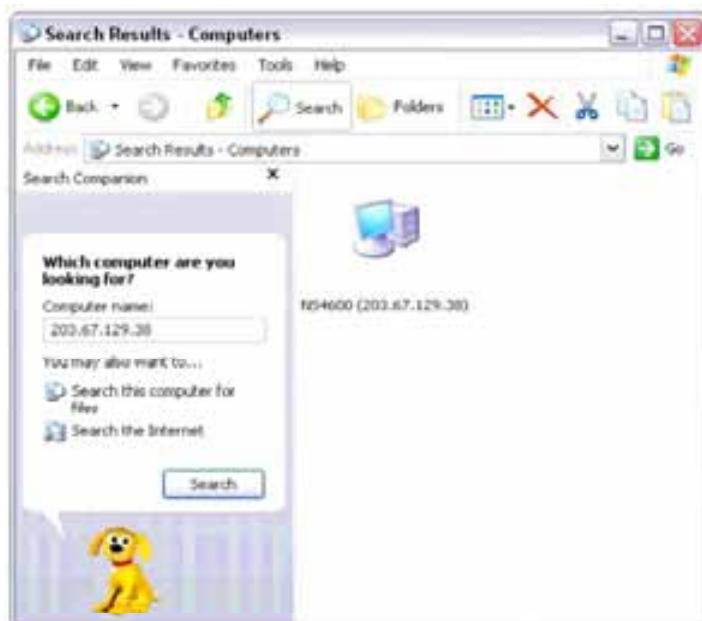 Search Results - Computers
File Edit View Favorites Tools Help
Back Search Folders
Address Search Results - Computers Go
Search Companion
Which computer are you
looking for?
Computer name:
203.67.129.38
You may also want to...
Search this computer for
files
Search the Internet
Search
NS4600 (203.67.129.38)